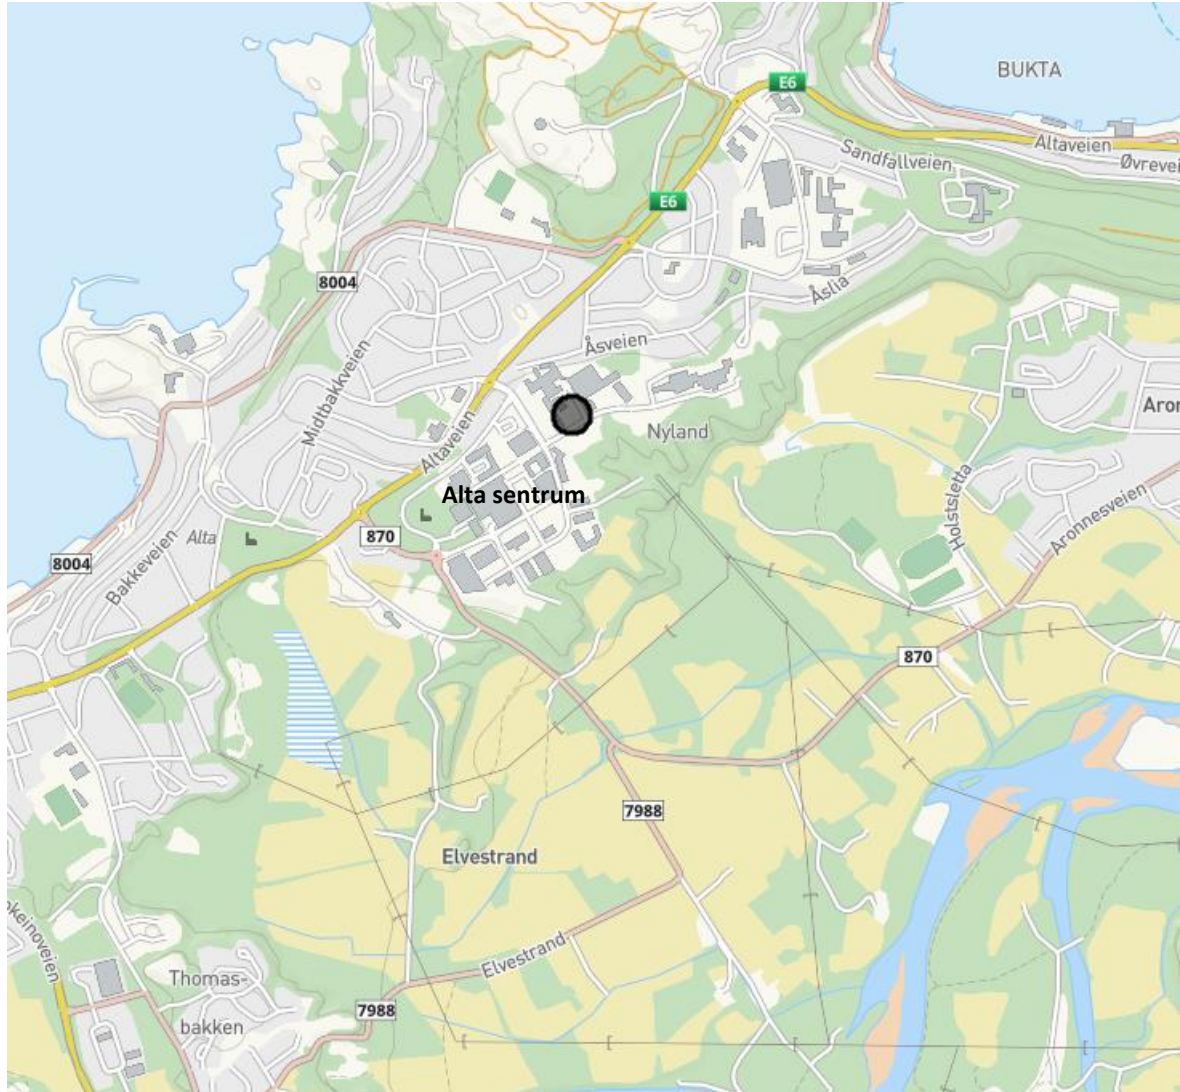 BUKTA
E6
Altaveien
Sandfallveien
Øvrevei
E6
8004
Åslia
Åsveien
Midtbakkveien
Aron
Nyland
Altaveien
Alta sentrum
Holstsletta
Aronnesveien
870
Alta
8004
Bakkeveien
870
7988
Elvestrand
okeinoveien
Elvestrand
Thomas-
bakken
7988